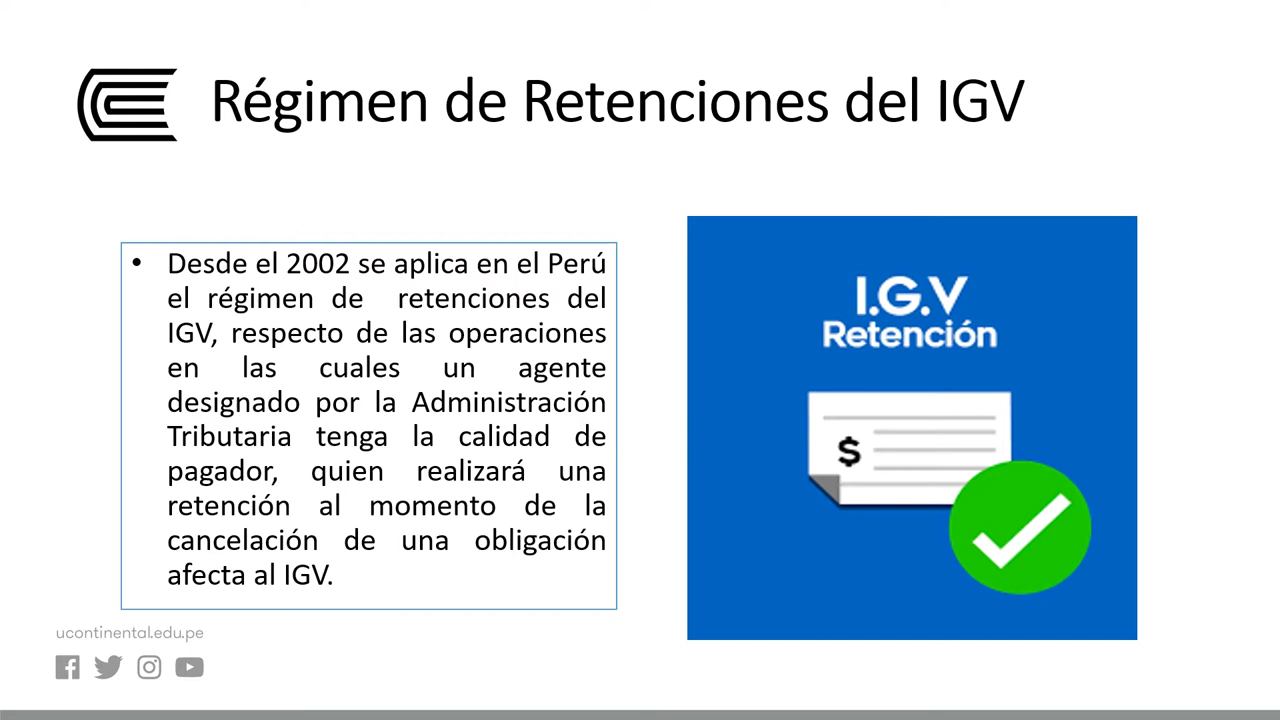 Régimen de Retenciones del IGV
• Desde el 2002 se aplica en el Perú
el régimen de retenciones del
IGV, respecto de las operaciones
en las cuales un agente
designado por la Administración
Tributaria tenga la calidad de
pagador, quien realizará una
retención al momento de la
cancelación de una obligación
afecta al IGV.
I.G.V
Retención
$
ucontinental.edu.pe